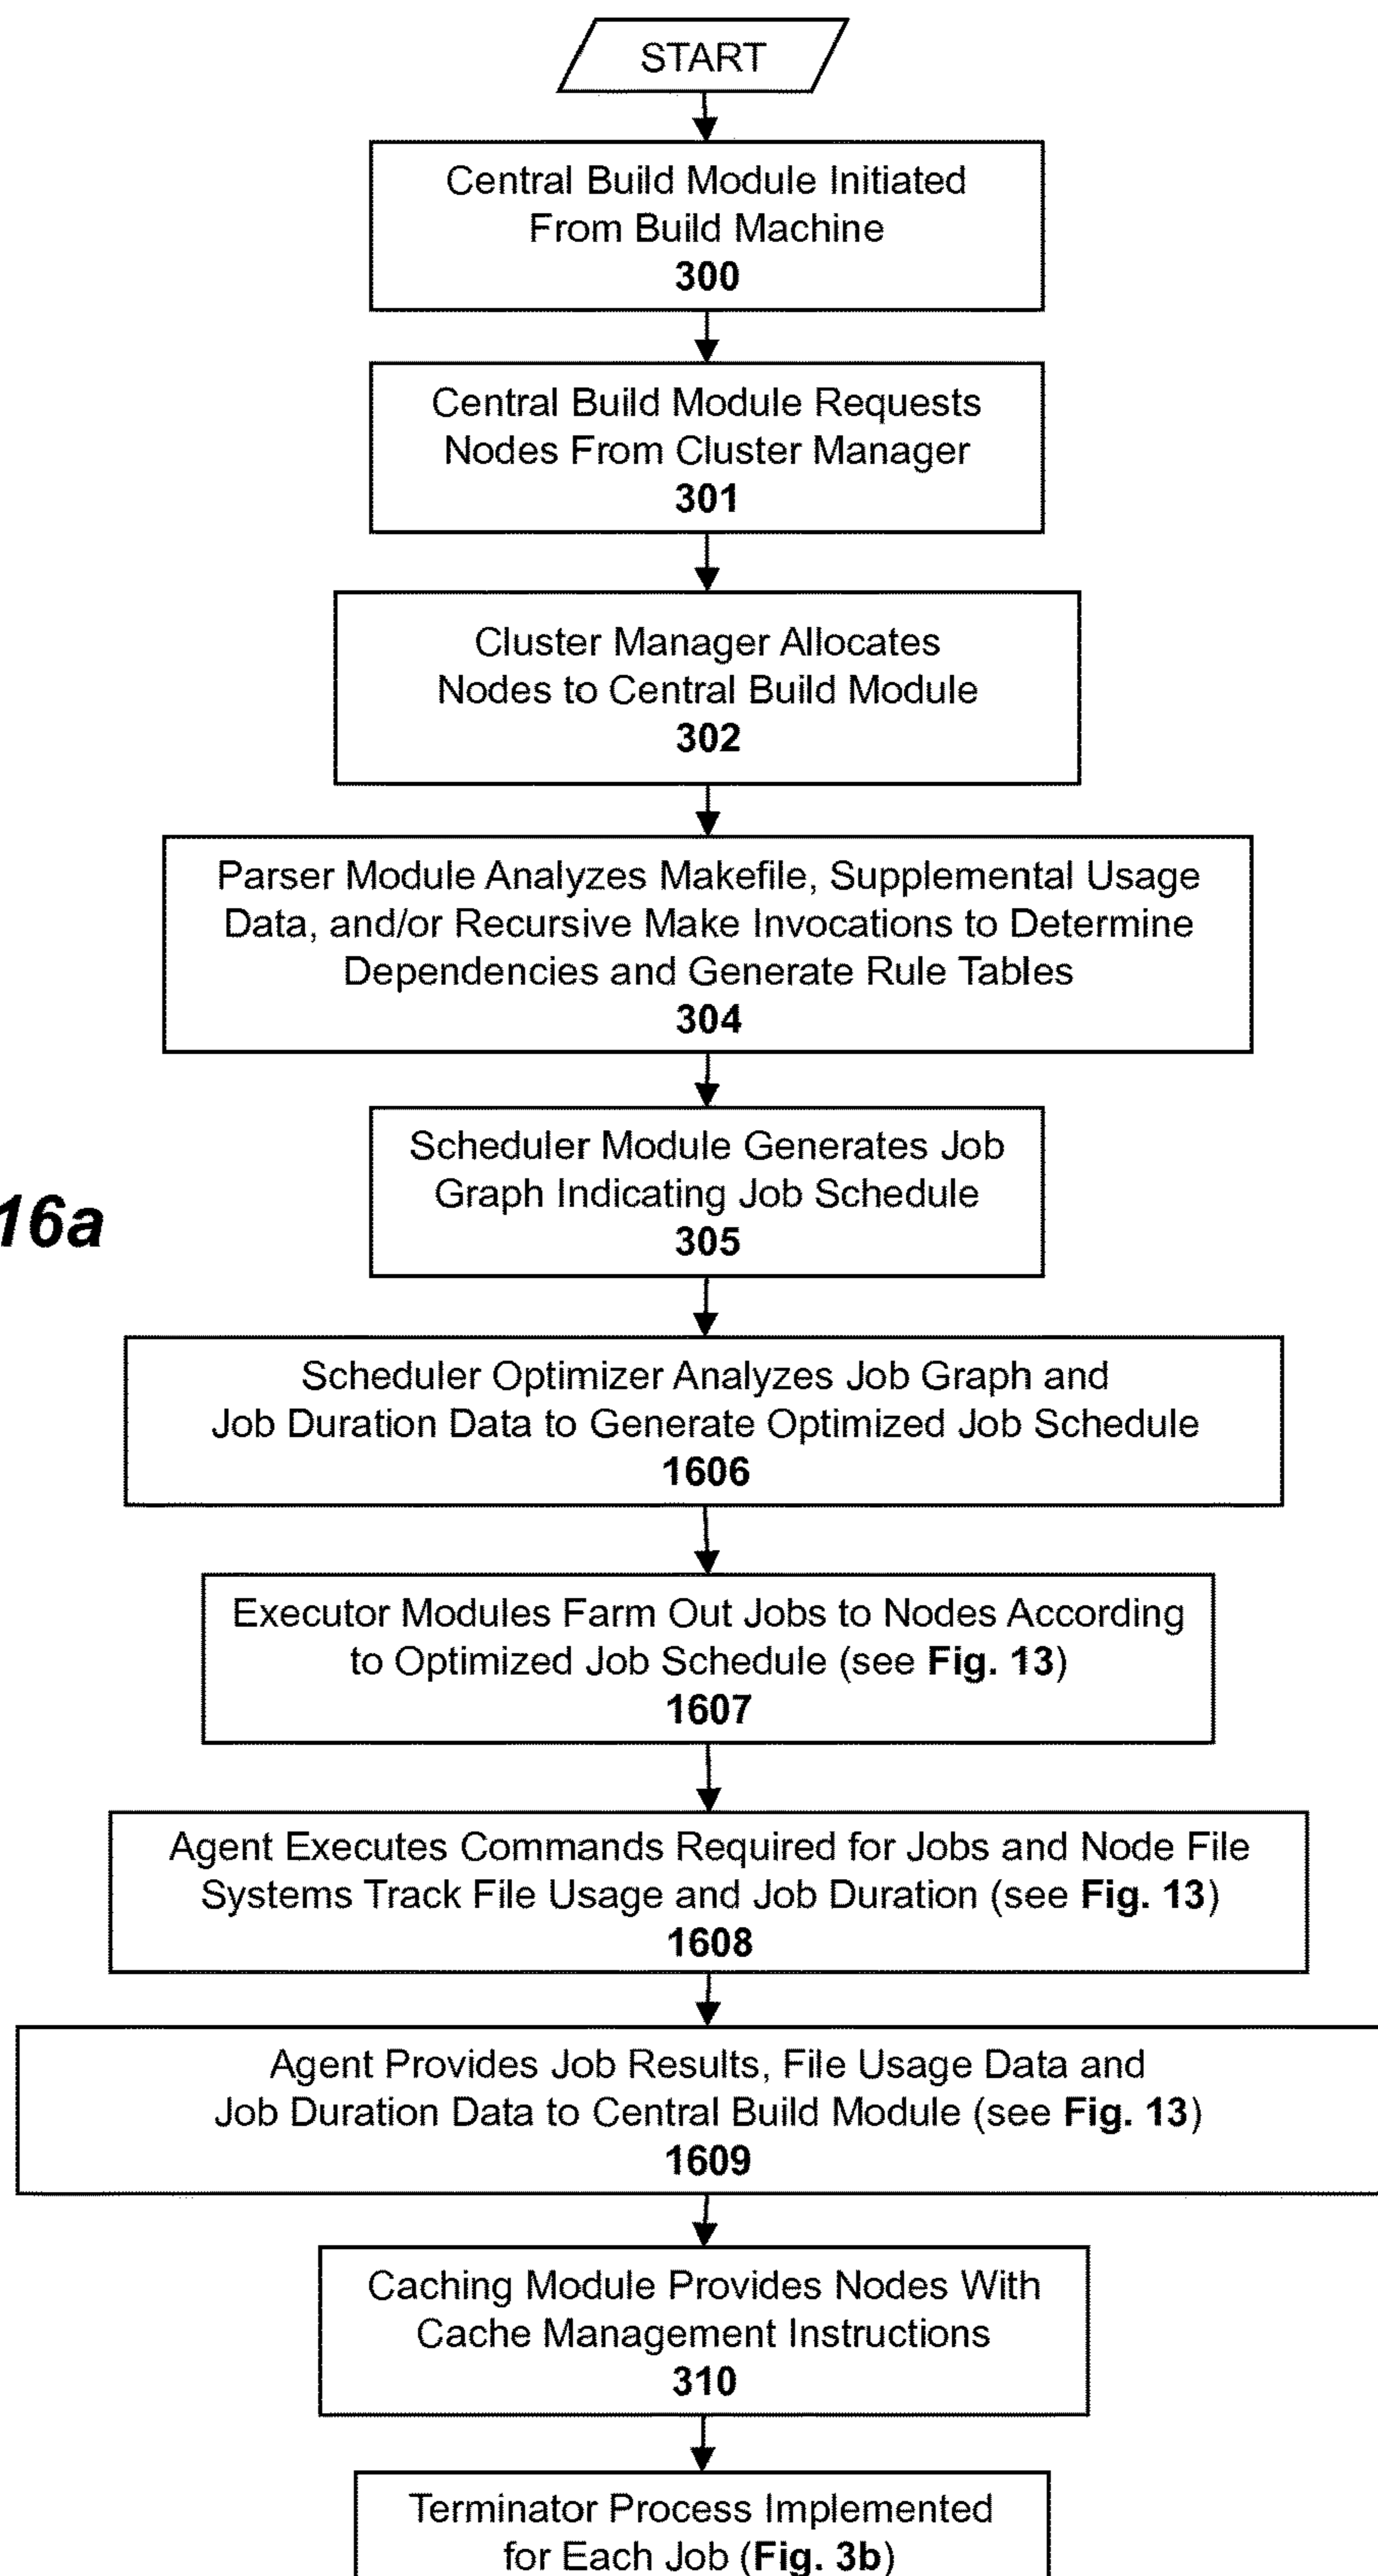 START
Central Build Module Initiated
From Build Machine
300
Central Build Module Requests
Nodes From Cluster Manager
301
Cluster Manager Allocates
Nodes to Central Build Module
302
Parser Module Analyzes Makefile, Supplemental Usage
Data, and/or Recursive Make Invocations to Determine
Dependencies and Generate Rule Tables
304
Scheduler Module Generates Job
Graph Indicating Job Schedule
305
16a
Scheduler Optimizer Analyzes Job Graph and
Job Duration Data to Generate Optimized Job Schedule
1606
Executor Modules Farm Out Jobs to Nodes According
to Optimized Job Schedule (see Fig. 13)
1607
Agent Executes Commands Required for Jobs and Node File
Systems Track File Usage and Job Duration (see Fig. 13)
1608
Agent Provides Job Results, File Usage Data and
Job Duration Data to Central Build Module (see Fig. 13)
1609
Caching Module Provides Nodes With
Cache Management Instructions
310
Terminator Process Implemented
for Each Job (Fig. 3b)